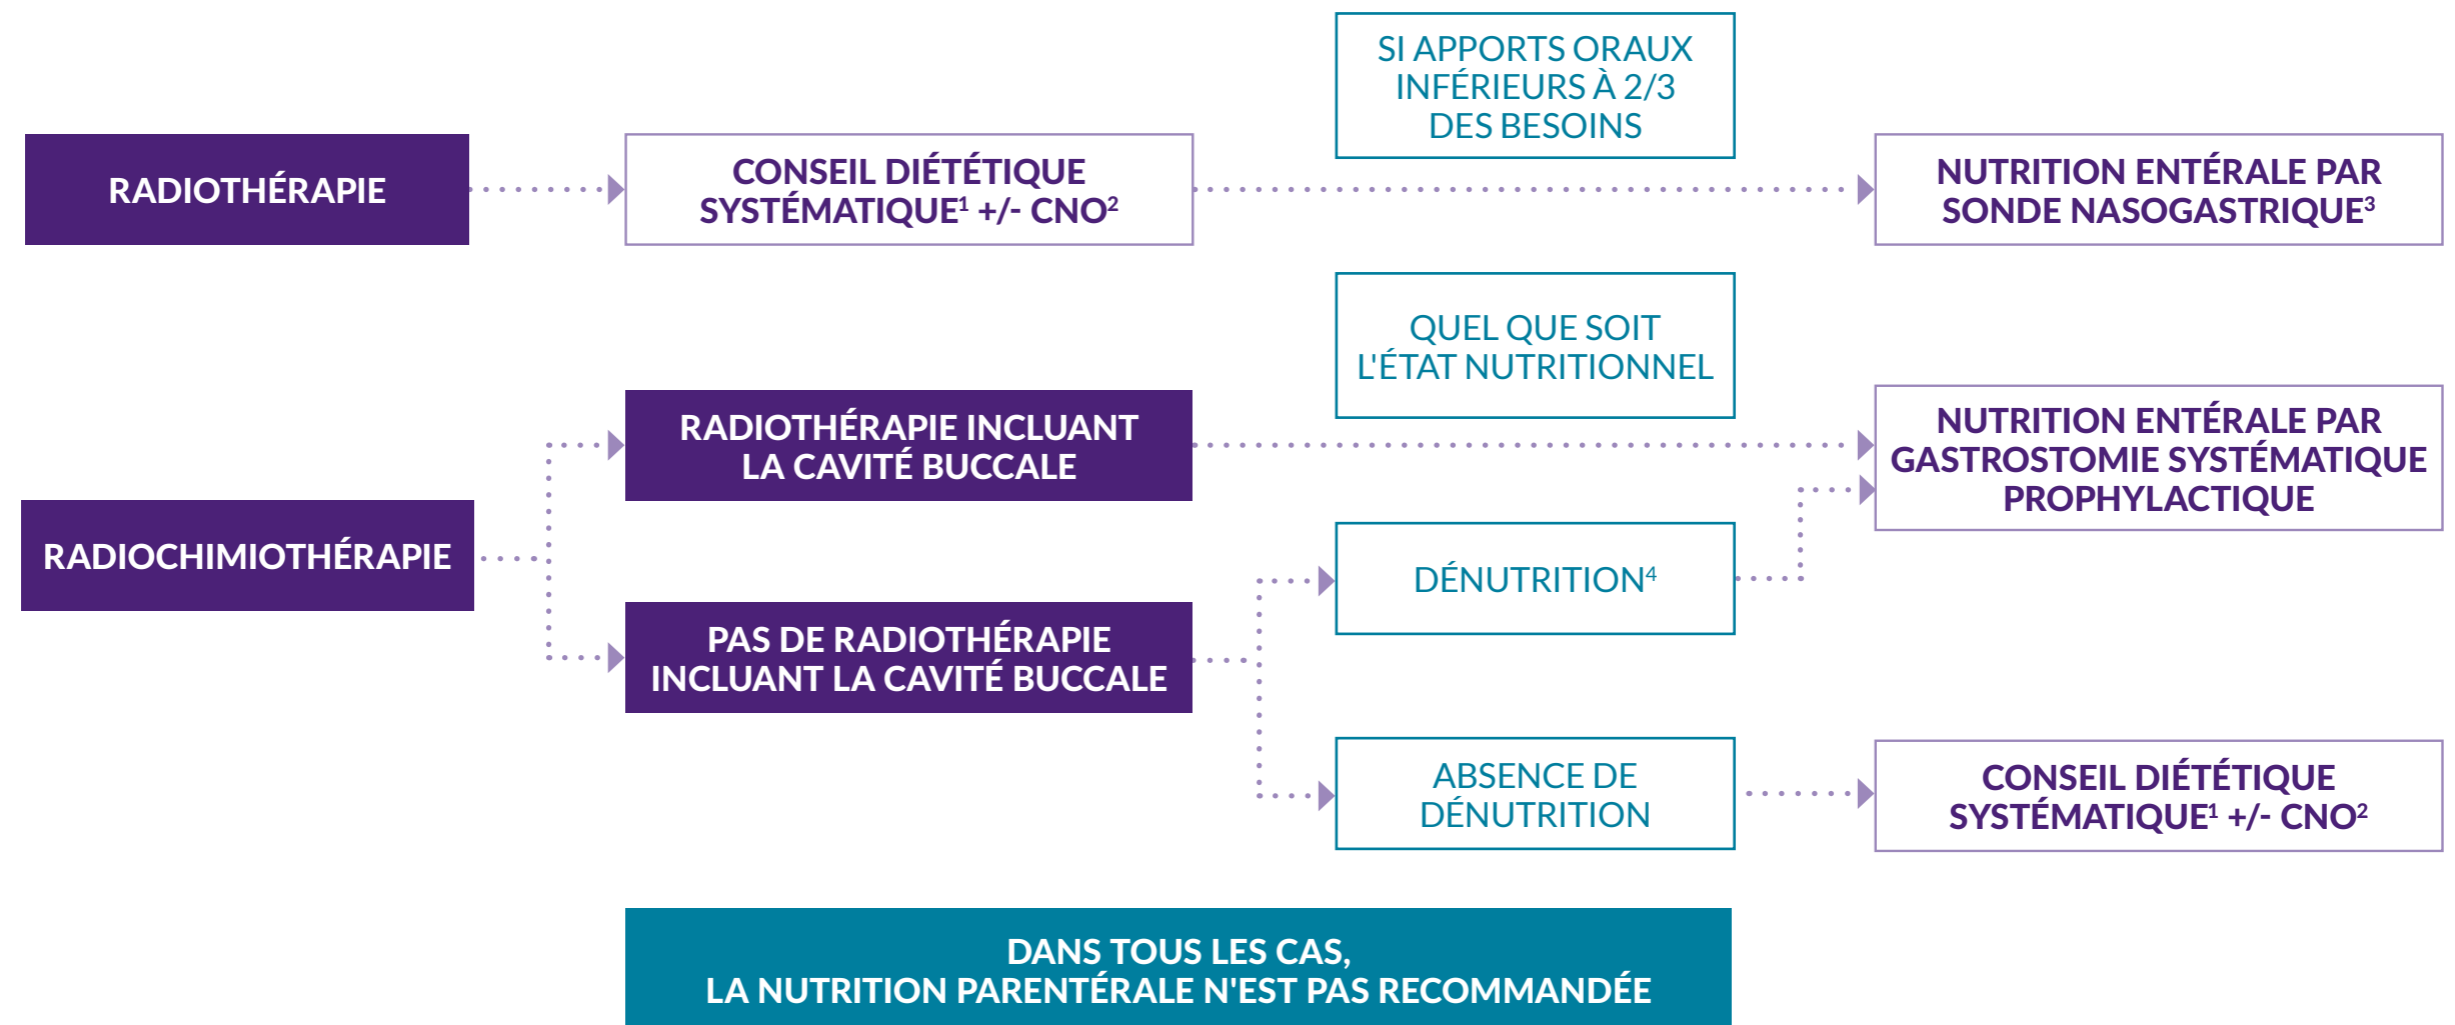 SI APPORTS ORAUX
INFÉRIEURS À 2/3
DES BESOINS
RADIOTHÉRAPIE
CONSEIL DIÉTÉTIQUE
SYSTÉMATIQUE¹ +/- CNO²
NUTRITION ENTÉRALE PAR
SONDE NASOGASTRIQUE³
QUEL QUE SOIT
L'ÉTAT NUTRITIONNEL
RADIOTHÉRAPIE INCLUANT
LA CAVITÉ BUCCALE
NUTRITION ENTÉRALE PAR
GASTROSTOMIE SYSTÉMATIQUE
PROPHYLACTIQUE
RADIOCHIMIOTHÉRAPIE
DÉNUTRITION⁴
PAS DE RADIOTHÉRAPIE
INCLUANT LA CAVITÉ BUCCALE
ABSENCE DE
DÉNUTRITION
CONSEIL DIÉTÉTIQUE
SYSTÉMATIQUE¹ +/- CNO²
DANS TOUS LES CAS,
LA NUTRITION PARENTÉRALE N'EST PAS RECOMMANDÉE